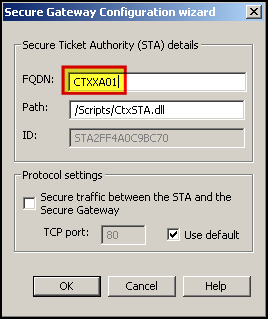 Secure Gateway Configuration wizard
Secure Ticket Authority (STA) details
FQDN: CTXXA01
Path: /Scripts/CtxSTA.dll
ID: STA2FF4A0C9BC70
Protocol settings
Secure traffic between the STA and the
Secure Gateway
TCP port: 80 Use default
OK Cancel Help